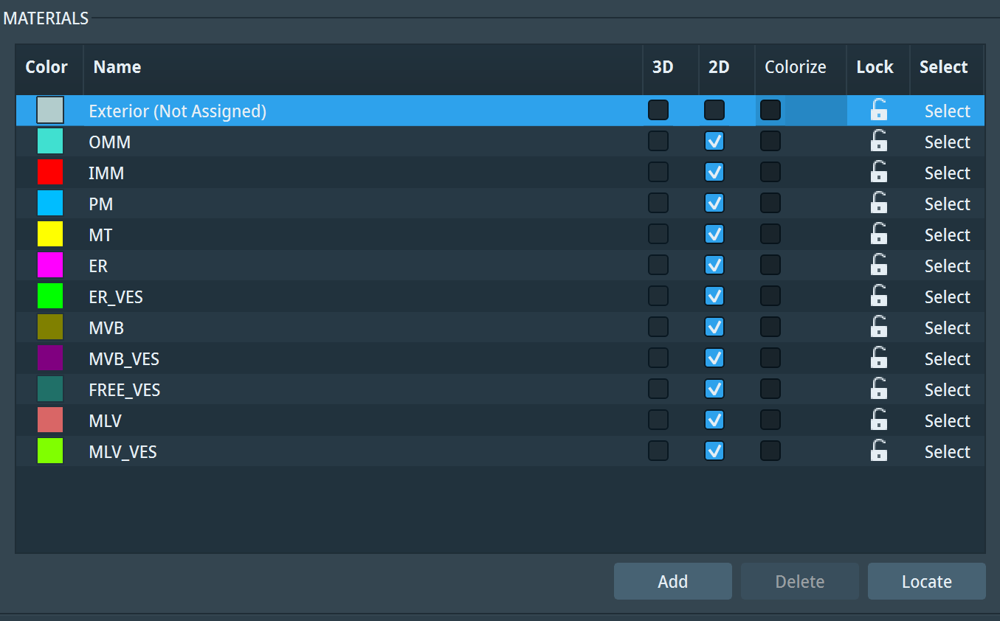 MATERIALS
Color Name 3D 2D Colorize Lock Select
Exterior (Not Assigned) Select
OMM Select
IMM Select
PM Select
MT Select
ER Select
ER_VES Select
MVB Select
MVB_VES Select
FREE_VES Select
MLV Select
MLV_VES Select
Add Delete Locate